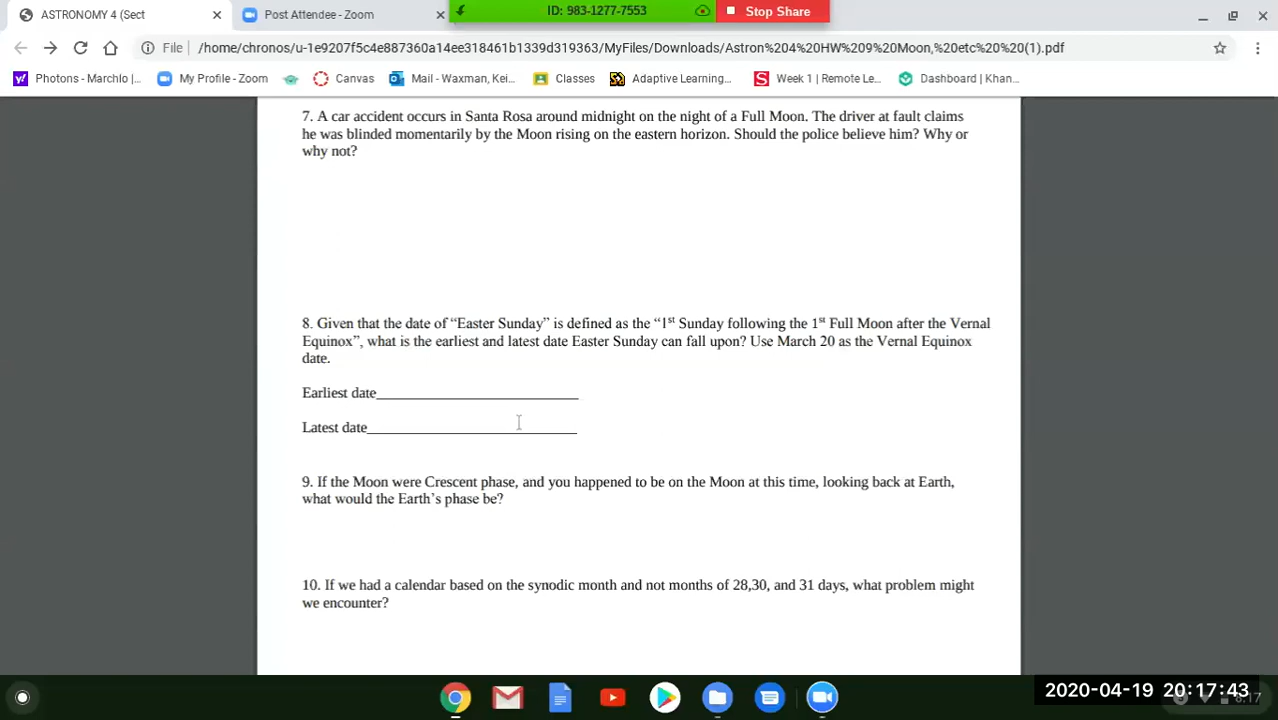 ASTRONOMY 4 (Sect
Post Attendee - Zoom
ID: 983-1277-7553
Stop Share
File
/home/chronos/u-1e9207f5c4e887360a14ee318461b1339d319363/MyFiles/Downloads/Astron%204%20HW%209%20Moon,%20etc%20%20(1).pdf
Photons - Marchlo |...
My Profile - Zoom
Canvas
Mail - Waxman, Kei...
Classes
Adaptive Learning...
Week 1 | Remote Le...
Dashboard | Khan...
7. A car accident occurs in Santa Rosa around midnight on the night of a Full Moon. The driver at fault claims
he was blinded momentarily by the Moon rising on the eastern horizon. Should the police believe him? Why or
why not?
8. Given that the date of “Easter Sunday” is defined as the “1st Sunday following the 1st Full Moon after the Vernal
Equinox”, what is the earliest and latest date Easter Sunday can fall upon? Use March 20 as the Vernal Equinox
date.
Earliest date
Latest date
9. If the Moon were Crescent phase, and you happened to be on the Moon at this time, looking back at Earth,
what would the Earth’s phase be?
10. If we had a calendar based on the synodic month and not months of 28,30, and 31 days, what problem might
we encounter?
2020-04-19 20:17:43